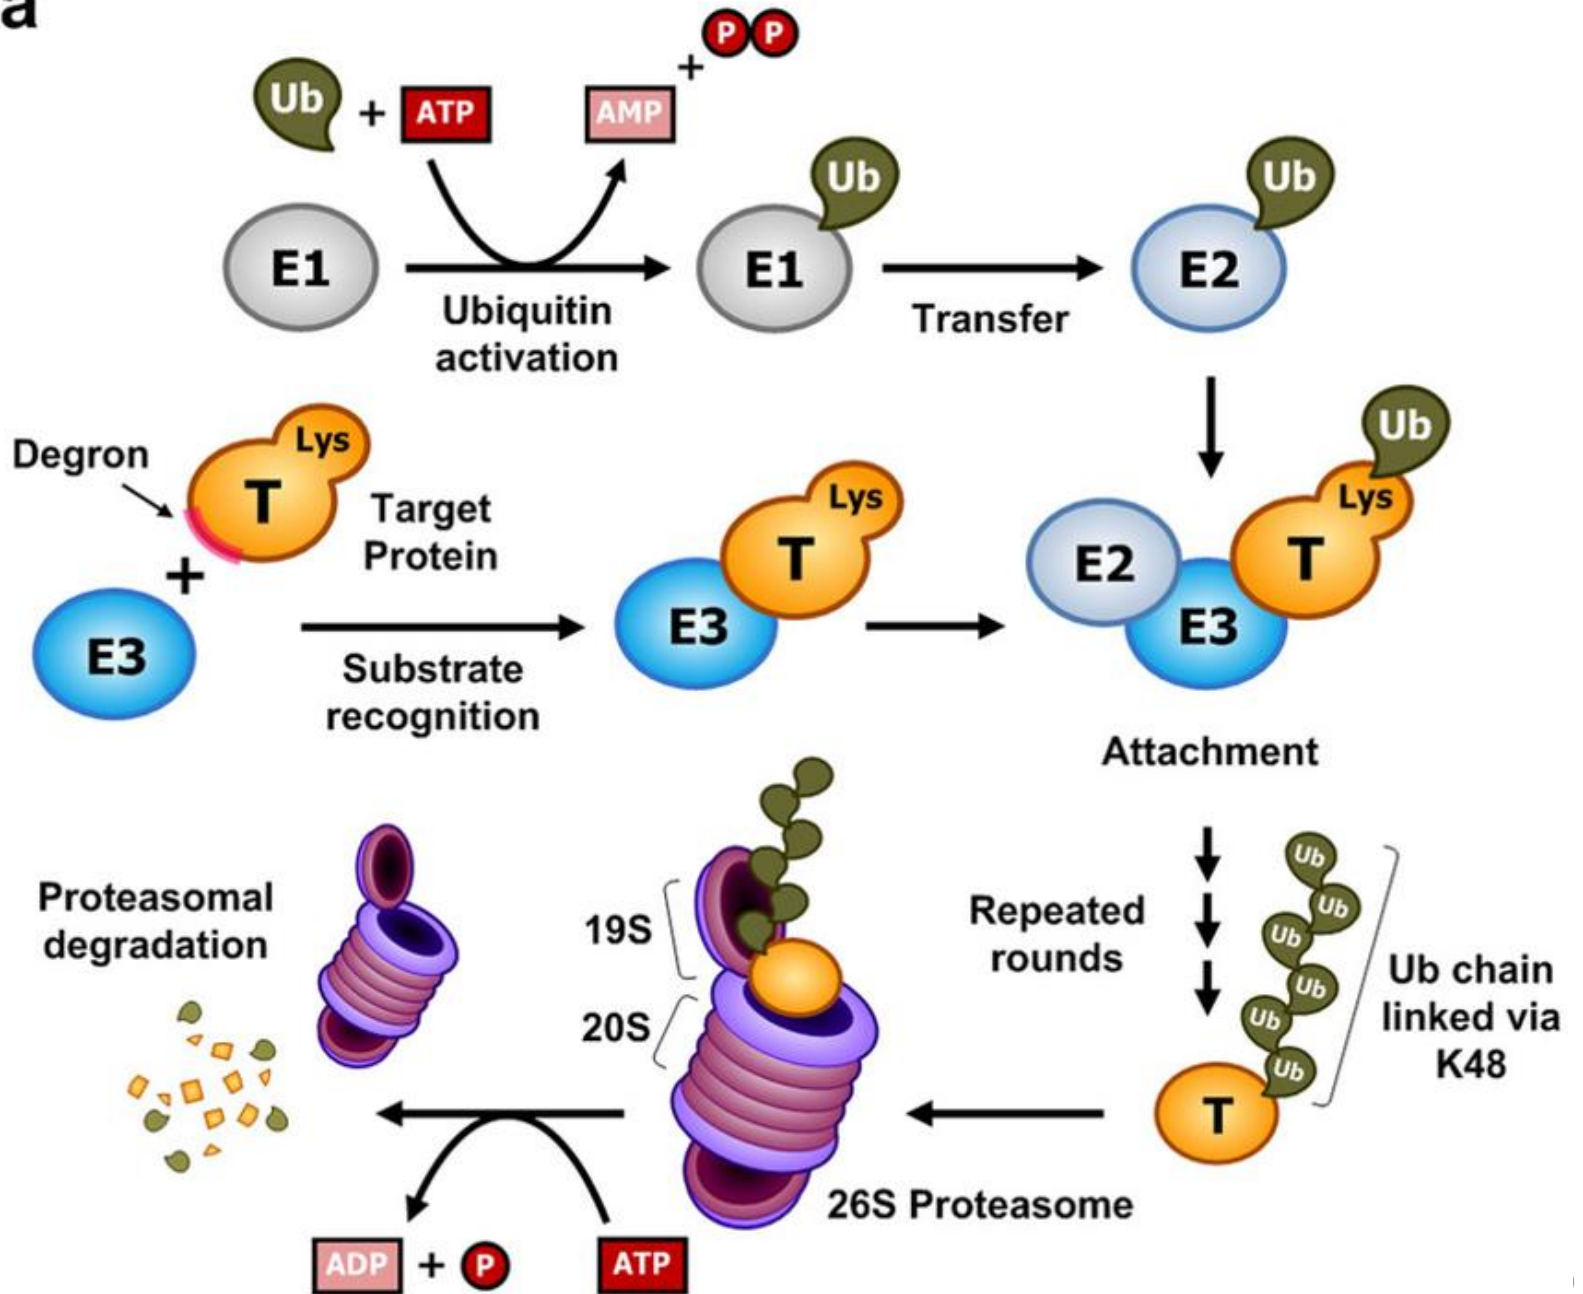 a
P P
+
Ub + ATP
AMP
Ub
Ub
E1
E1
E2
Ubiquitin
activation
Transfer
Degron
Lys
T
Target
Protein
+
E3
Substrate
recognition
Lys
T
E3
Ub
Lys
T
E2
E3
Attachment
Proteasomal
degradation
19S
20S
26S Proteasome
Repeated
rounds
Ub
Ub
Ub
Ub
Ub
Ub
T
Ub chain
linked via
K48
ADP + P
ATP